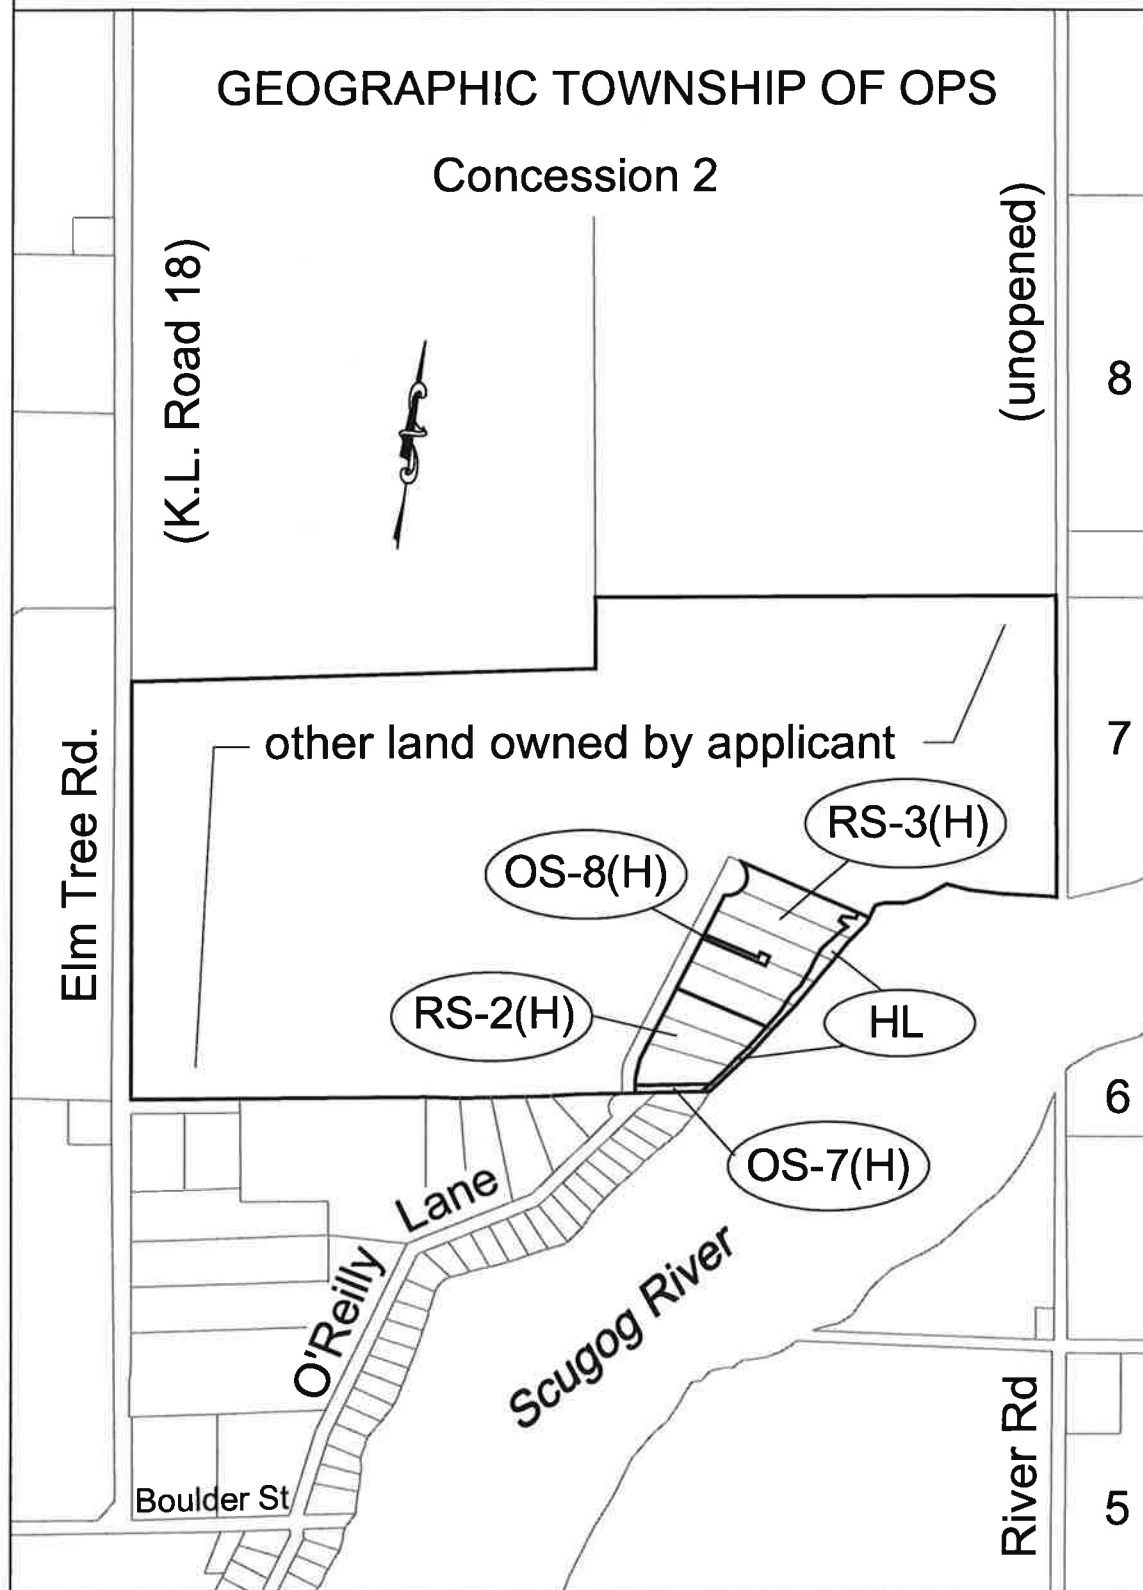 GEOGRAPHIC TOWNSHIP OF OPS
Concession 2
(K.L. Road 18)
(unopened)
8
Elm Tree Rd.
other land owned by applicant
7
RS-3(H)
OS-8(H)
RS-2(H)
HL
6
OS-7(H)
O'Reilly Lane
Scugog River
River Rd
Boulder St
5